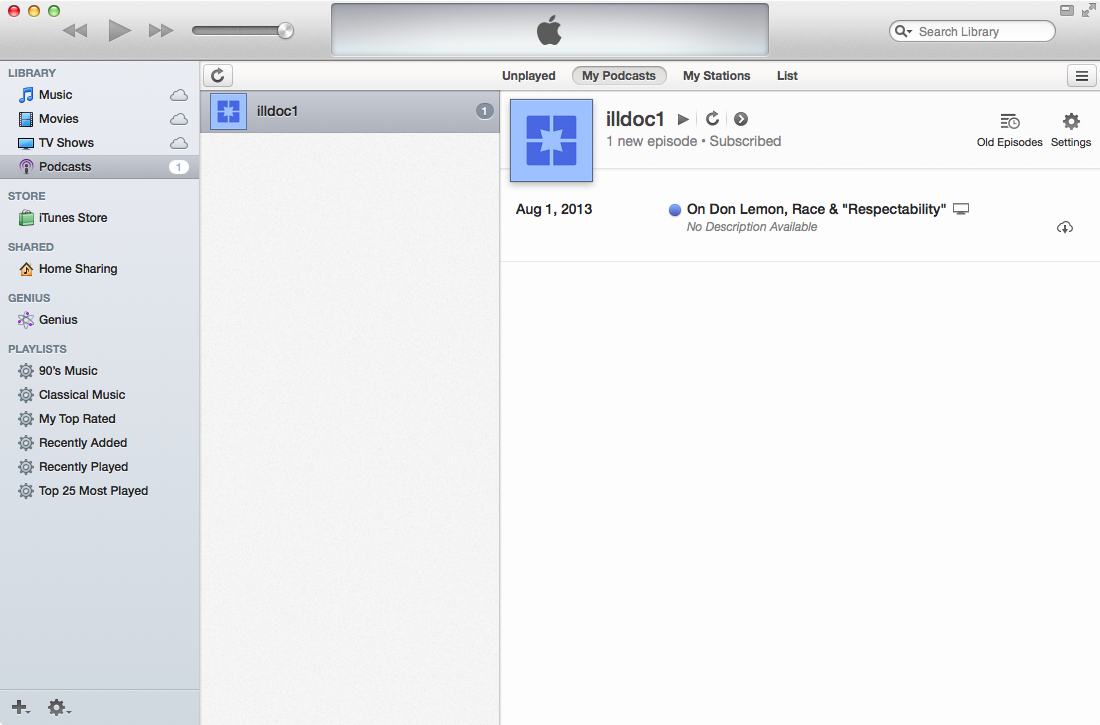 Search Library
LIBRARY
Music
Movies
TV Shows
Podcasts 1
STORE
iTunes Store
SHARED
Home Sharing
GENIUS
Genius
PLAYLISTS
90's Music
Classical Music
My Top Rated
Recently Added
Recently Played
Top 25 Most Played
Unplayed My Podcasts My Stations List
illdoc1 1
illdoc1
1 new episode • Subscribed
Old Episodes Settings
Aug 1, 2013 On Don Lemon, Race & "Respectability"
No Description Available